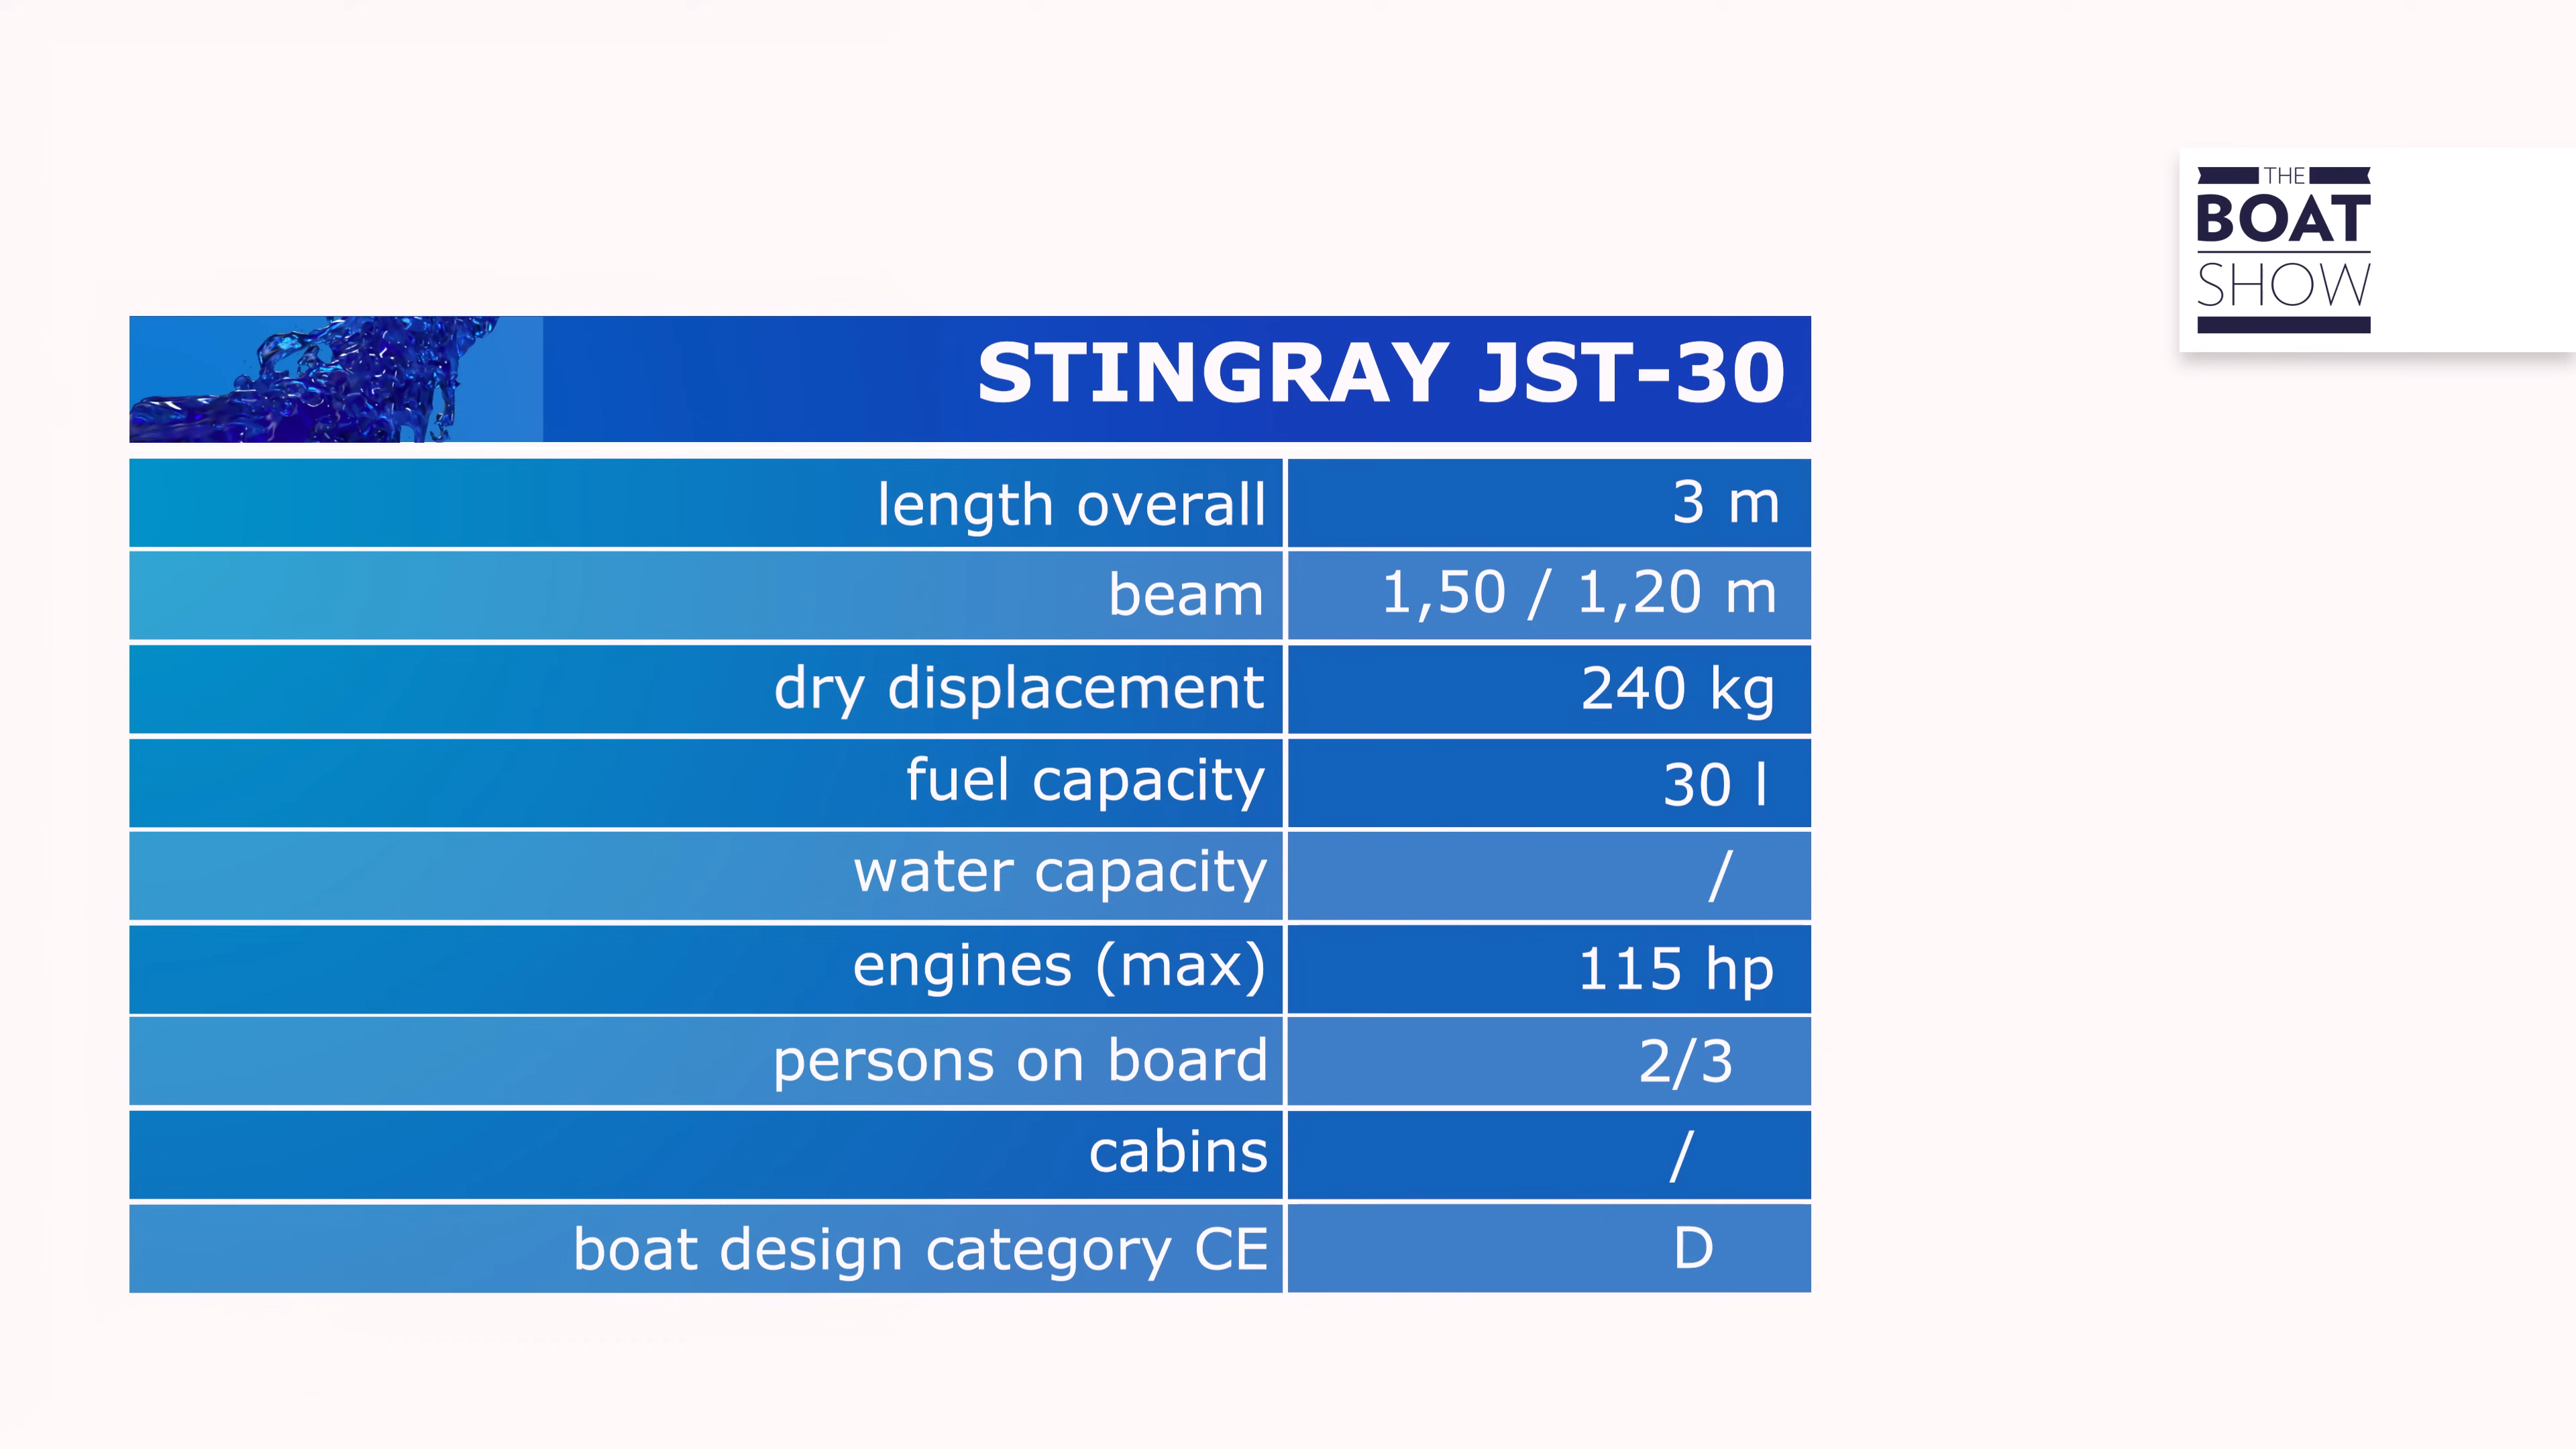 THE
BOAT
SHOW
STINGRAY JST-30
length overall 3 m
beam 1,50 / 1,20 m
dry displacement 240 kg
fuel capacity 30 l
water capacity /
engines (max) 115 hp
persons on board 2/3
cabins /
boat design category CE D